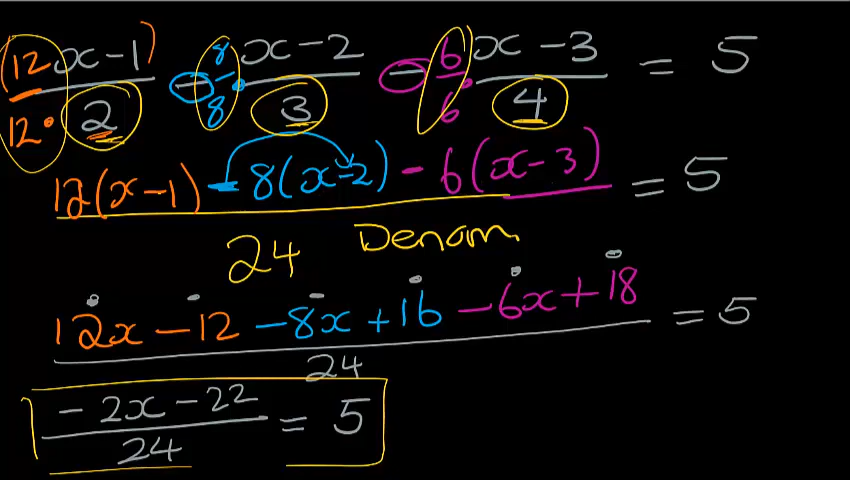 (12/12 · x-1)/2 - 8/8 · x-2/3 - 6/6 · x-3/4 = 5
12(x-1) - 8(x-2) - 6(x-3) = 5
24 Denom
12x - 12 - 8x + 16 - 6x + 18 = 5
24
-2x - 22/24 = 5